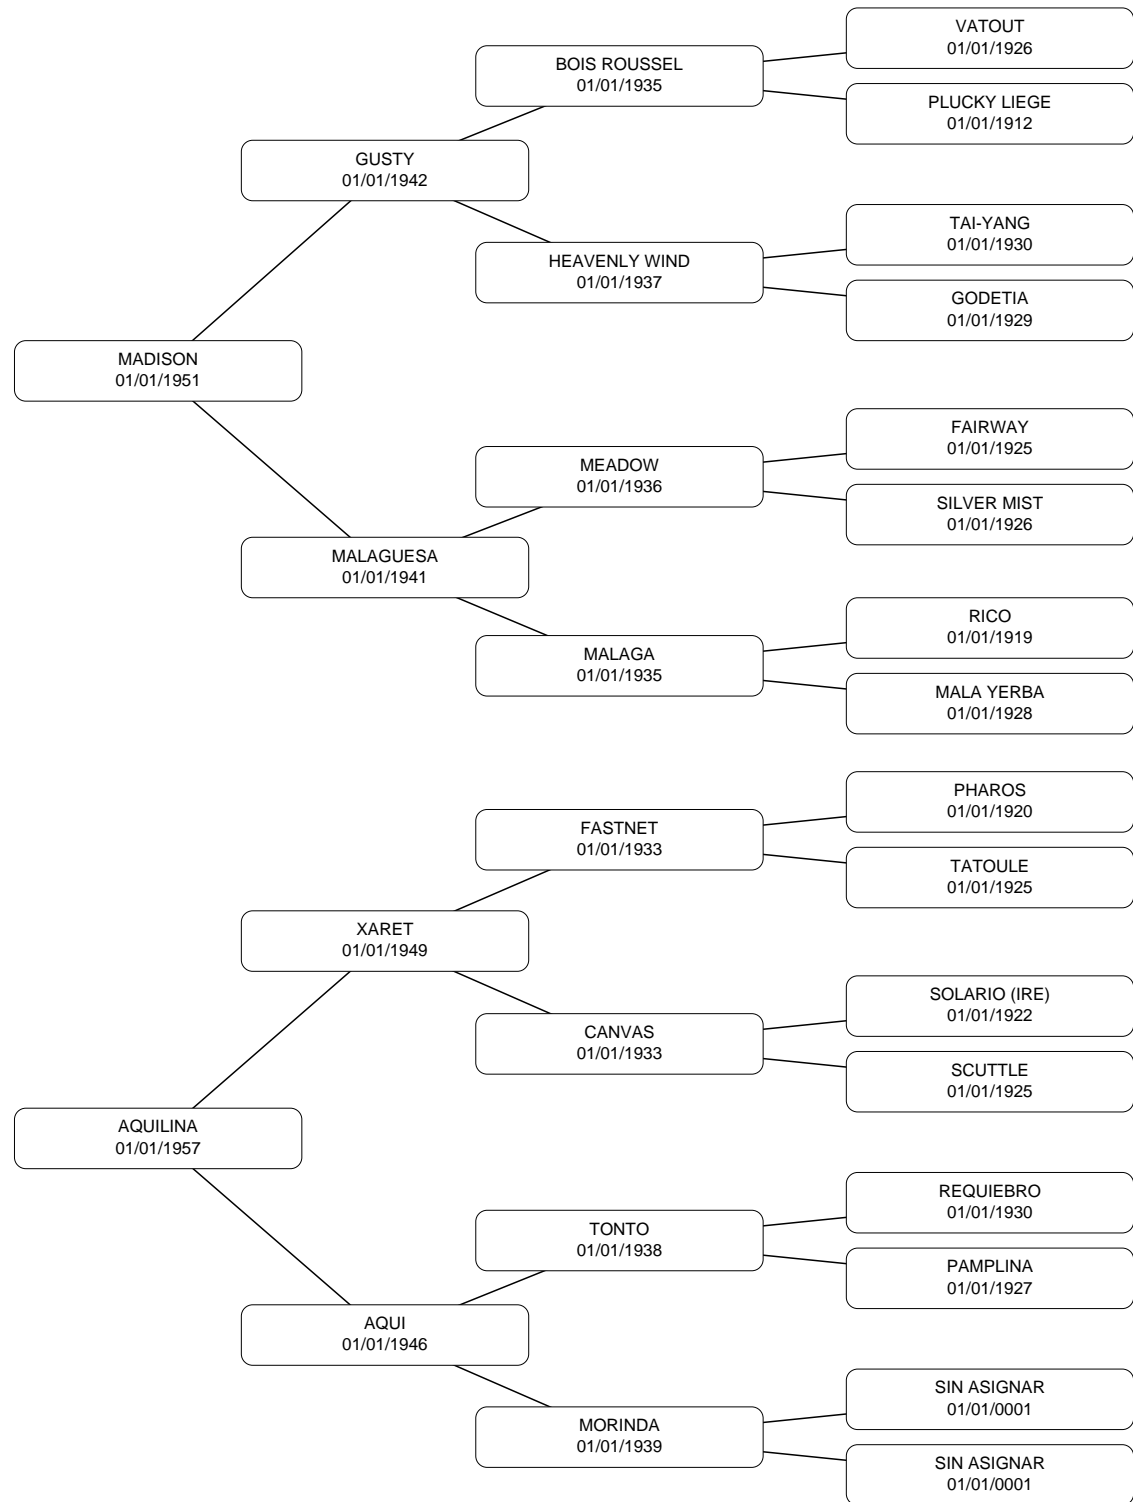 VATOUT
01/01/1926
BOIS ROUSSEL
01/01/1935
PLUCKY LIEGE
01/01/1912
GUSTY
01/01/1942
TAI-YANG
01/01/1930
HEAVENLY WIND
01/01/1937
GODETIA
01/01/1929
MADISON
01/01/1951
FAIRWAY
01/01/1925
MEADOW
01/01/1936
SILVER MIST
01/01/1926
MALAGUESA
01/01/1941
RICO
01/01/1919
MALAGA
01/01/1935
MALA YERBA
01/01/1928
PHAROS
01/01/1920
FASTNET
01/01/1933
TATOULE
01/01/1925
XARET
01/01/1949
SOLARIO (IRE)
01/01/1922
CANVAS
01/01/1933
SCUTTLE
01/01/1925
AQUILINA
01/01/1957
REQUIEBRO
01/01/1930
TONTO
01/01/1938
PAMPLINA
01/01/1927
AQUI
01/01/1946
SIN ASIGNAR
01/01/0001
MORINDA
01/01/1939
SIN ASIGNAR
01/01/0001